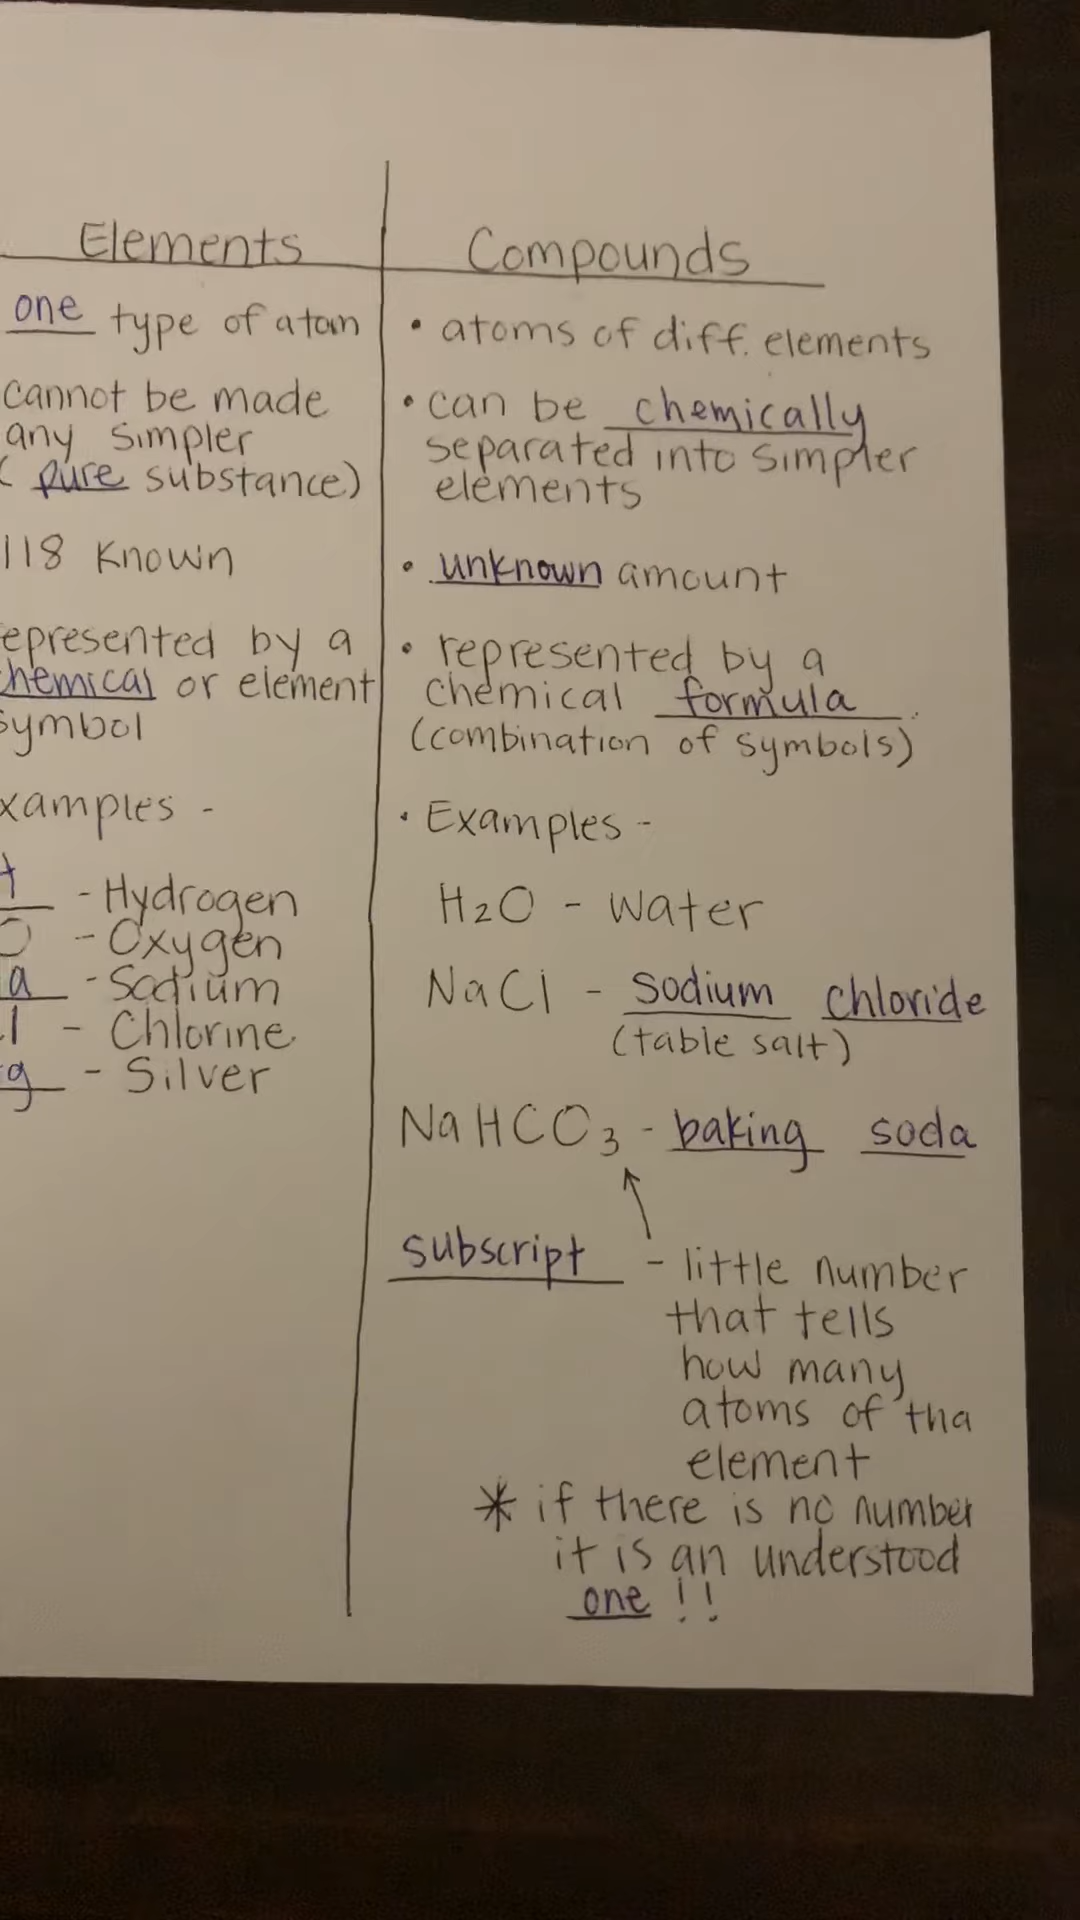 Elements
one type of atom
cannot be made
any simpler
(pure substance)
118 known
epresented by a
hemical or element
symbol
xamples -
- Hydrogen
O - Oxygen
a - Sodium
l - Chlorine
g - Silver
Compounds
• atoms of diff. elements
• can be chemically
separated into simpler
elements
• unknown amount
• represented by a
chemical formula
(combination of symbols)
• Examples -
H2O - water
NaCl - sodium chloride
(table salt)
NaHCO3 - baking soda
subscript - little number
that tells
how many
atoms of tha
element
* if there is no number
it is an understood
one !!